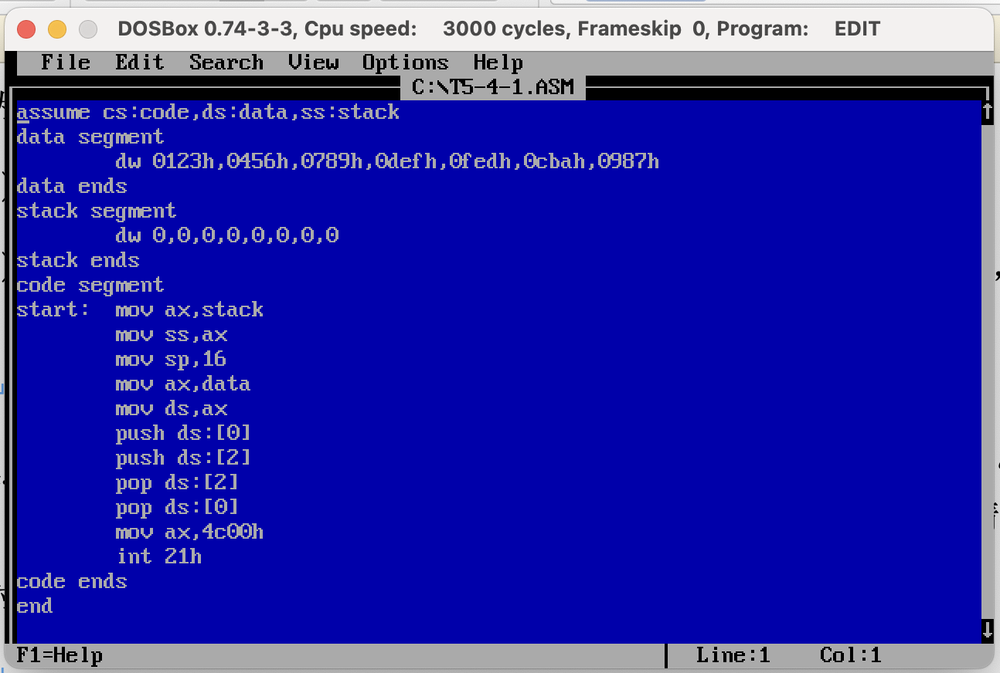 DOSBox 0.74-3-3, Cpu speed: 3000 cycles, Frameskip 0, Program: EDIT
File Edit Search View Options Help
C:\T5-4-1.ASM
assume cs:code,ds:data,ss:stack
data segment
dw 0123h,0456h,0789h,0defh,0fedh,0cbah,0987h
data ends
stack segment
dw 0,0,0,0,0,0,0,0
stack ends
code segment
start: mov ax,stack
mov ss,ax
mov sp,16
mov ax,data
mov ds,ax
push ds:[0]
push ds:[2]
pop ds:[2]
pop ds:[0]
mov ax,4c00h
int 21h
code ends
end
F1=Help Line:1 Col:1